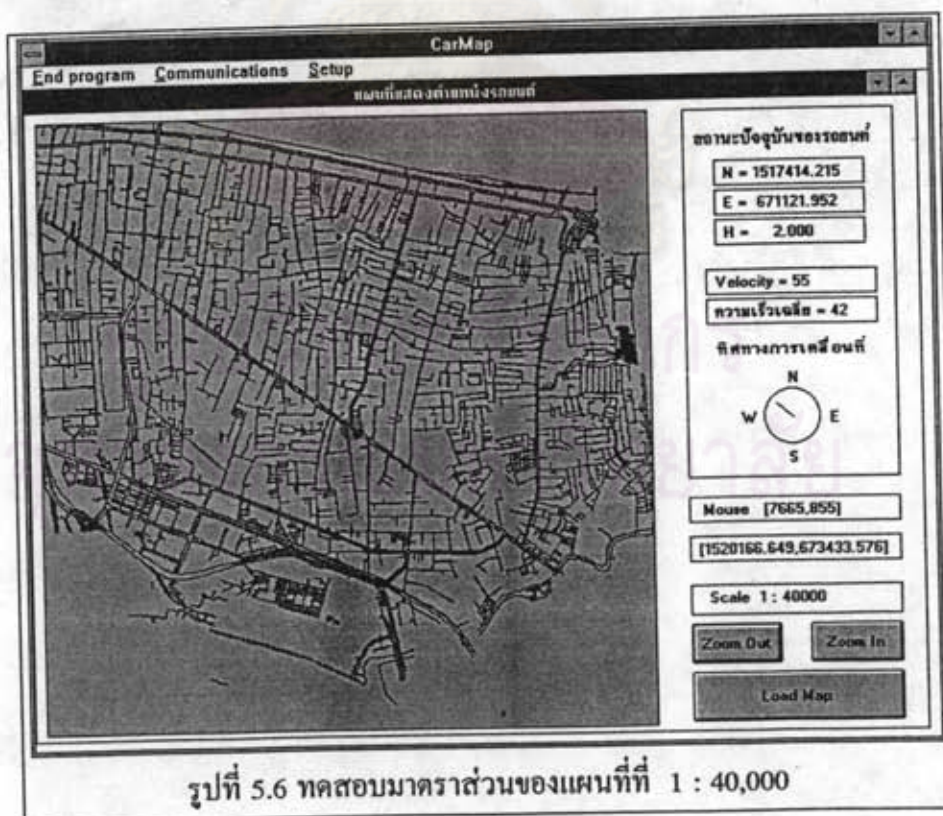 CarMap
End program Communications Setup
แผนที่แสดงตำแหน่งรถยนต์
สถานะปัจจุบันของรถยนต์
N = 1517414.215
E = 671121.952
H = 2.000
Velocity = 55
ความเร็วเฉลี่ย = 42
ทิศทางการเคลื่อนที่
N
W E
S
Mouse [7665,855]
[1520166.649,673433.576]
Scale 1 : 40000
Zoom Out Zoom In
Load Map
รูปที่ 5.6 ทดสอบมาตราส่วนของแผนที่ที่ 1 : 40,000